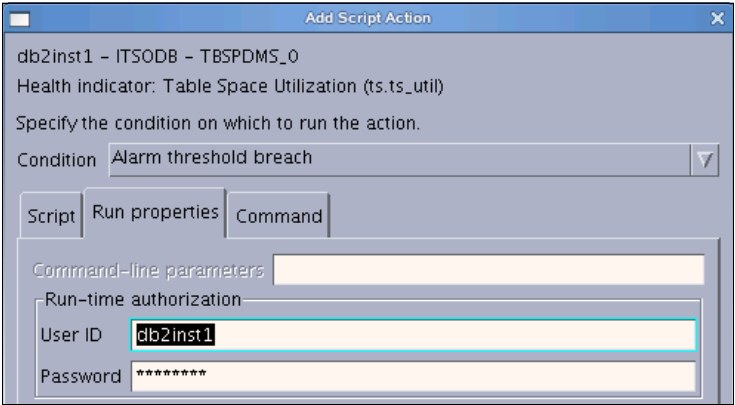 Add Script Action
db2inst1 – ITSODB – TBSPDMS_0
Health indicator: Table Space Utilization (ts.ts_util)
Specify the condition on which to run the action.
Condition Alarm threshold breach
Script Run properties Command
Command-line parameters
Run-time authorization
User ID db2inst1
Password ********